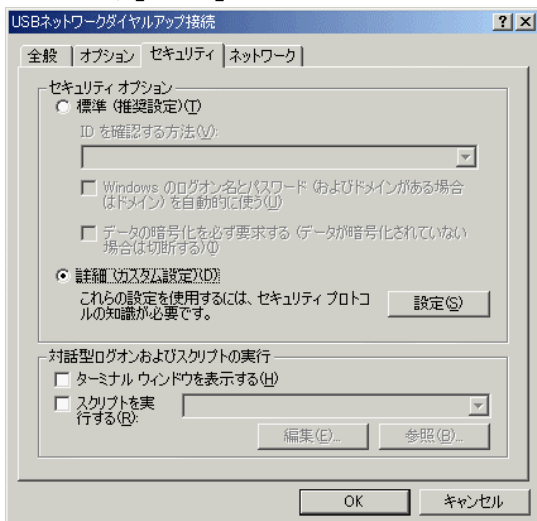 USBネットワークダイヤルアップ接続
全般 オプション セキュリティ ネットワーク
セキュリティ オプション
標準 (推奨設定)(T)
ID を確認する方法(V):
Windows のログオン名とパスワード (およびドメインがある場合
はドメイン) を自動的に使う(U)
データの暗号化を必ず要求する (データが暗号化されていない
場合は切断する)(I)
詳細 (カスタム設定)(D)
これらの設定を使用するには、セキュリティ プロトコ
ルの知識が必要です。
設定(S)
対話型ログオンおよびスクリプトの実行
ターミナル ウィンドウを表示する(H)
スクリプトを実
行する(R):
編集(E)... 参照(B)...
OK キャンセル